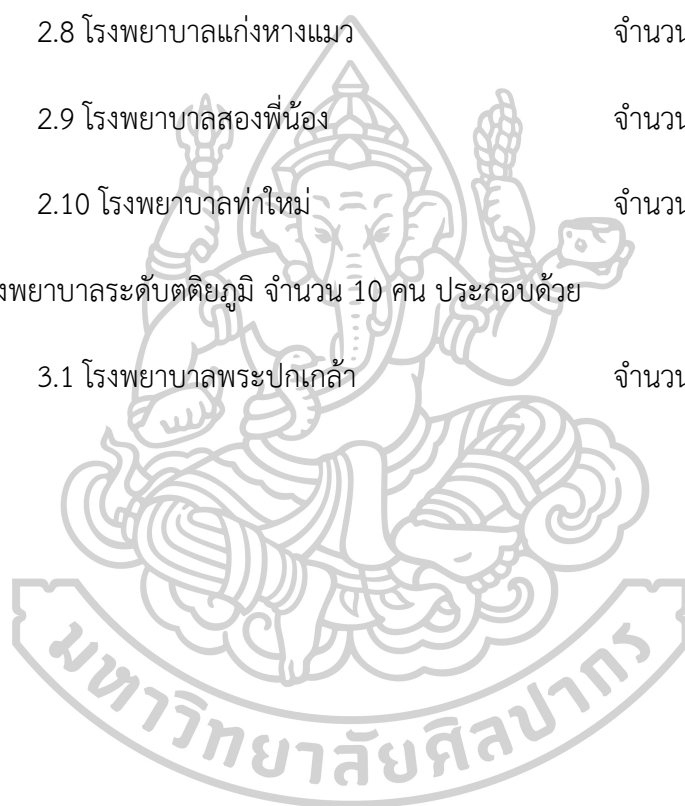 2.8 โรงพยาบาลแก่งหางแมว จำนวน
2.9 โรงพยาบาลสองพี่น้อง จำนวน
2.10 โรงพยาบาลท่าใหม่ จำนวน
งพยาบาลระดับตติยภูมิ จำนวน 10 คน ประกอบด้วย
3.1 โรงพยาบาลพระปกเกล้า จำนวน
มหาวิทยาลัยศิลปากร